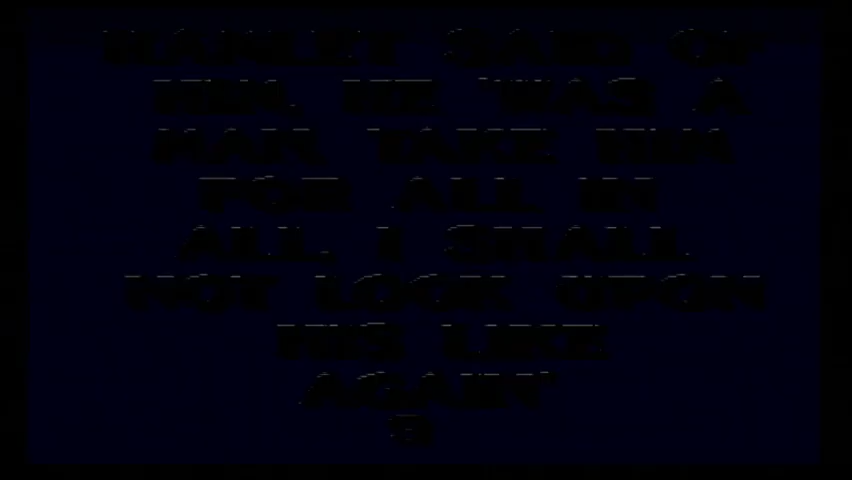 HAMLET SAID OF
HIM, HE 'WAS A
MAN, TAKE HIM
FOR ALL IN
ALL, I SHALL
NOT LOOK UPON
HIS LIKE
AGAIN'
9